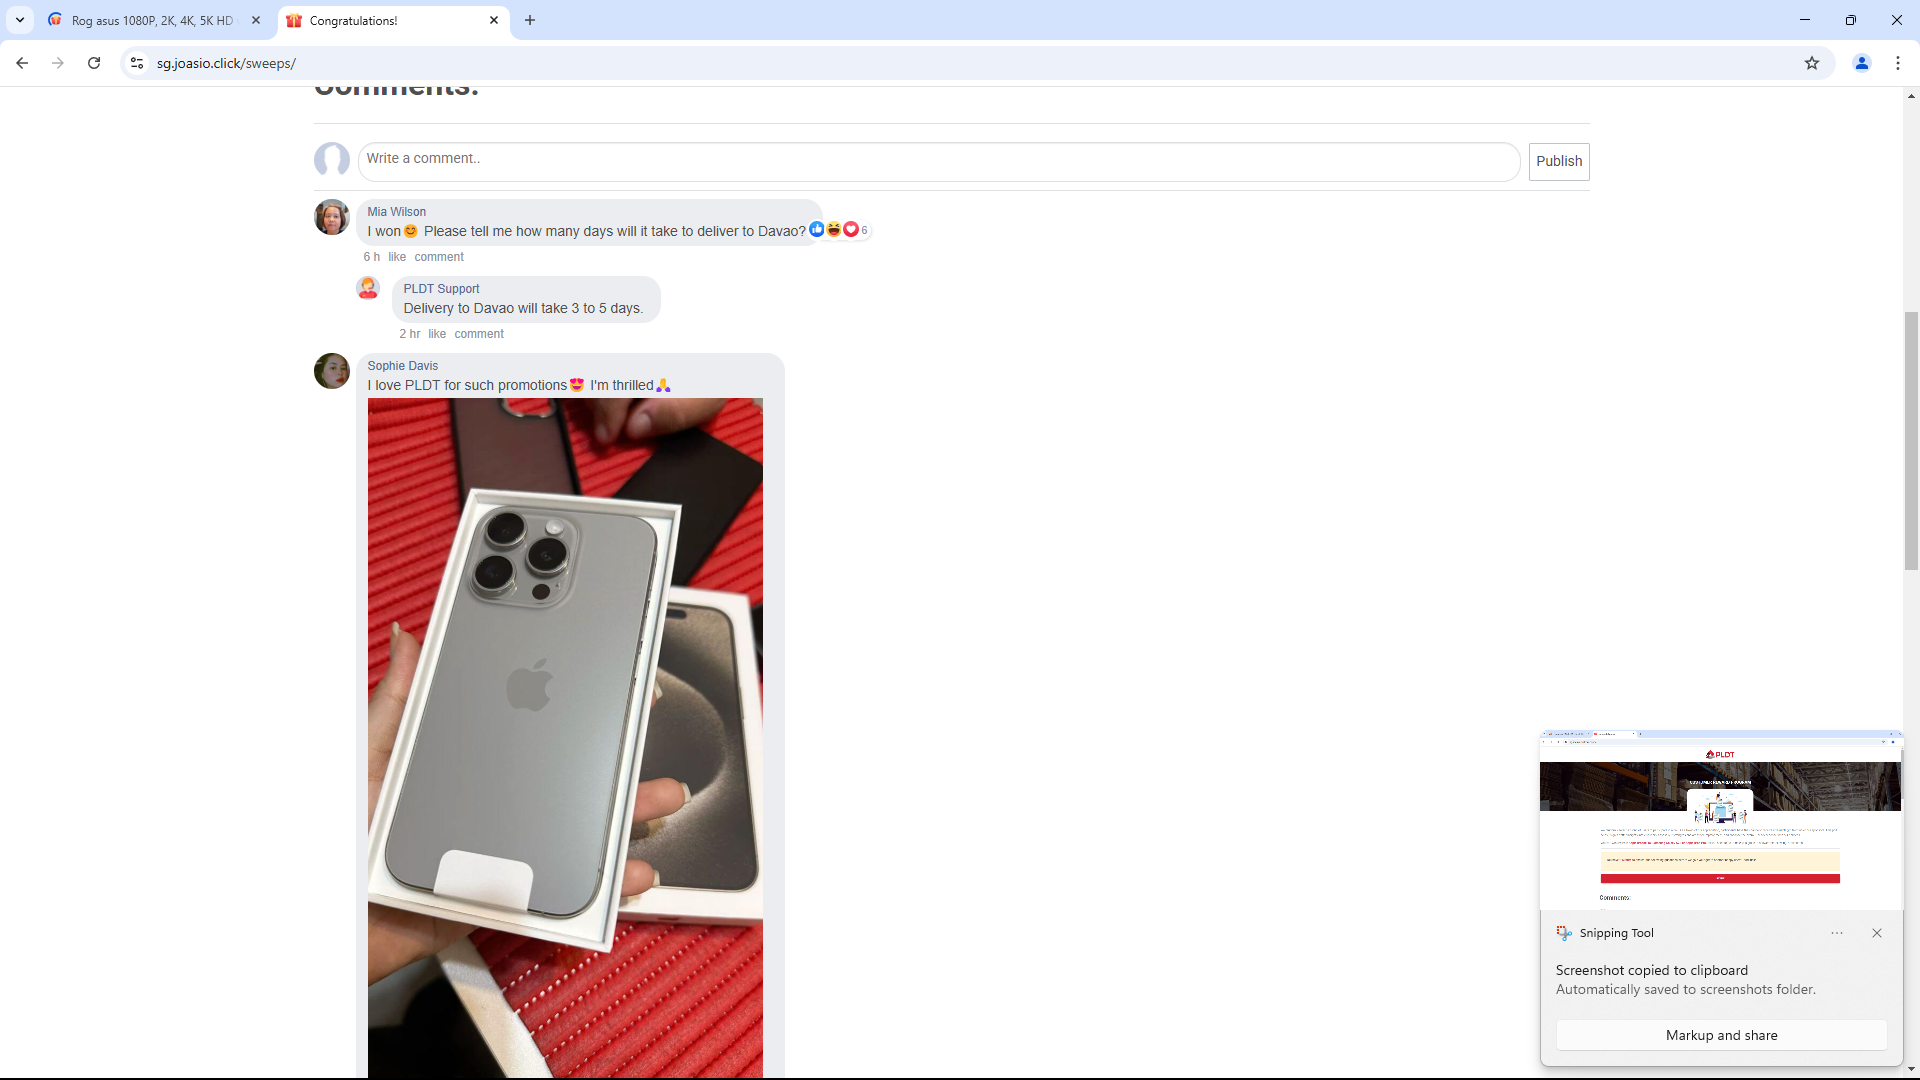 Rog asus 1080P, 2K, 4K, 5K HD
Congratulations!
sg.joasio.click/sweeps/
Comments:
Write a comment..
Publish
Mia Wilson
I won😊 Please tell me how many days will it take to deliver to Davao?
6
6 h like comment
PLDT Support
Delivery to Davao will take 3 to 5 days.
2 hr like comment
Sophie Davis
I love PLDT for such promotions😍 I'm thrilled🙏
PLDT
CUSTOMER REWARD PROGRAM
Comments:
Snipping Tool
Screenshot copied to clipboard
Automatically saved to screenshots folder.
Markup and share